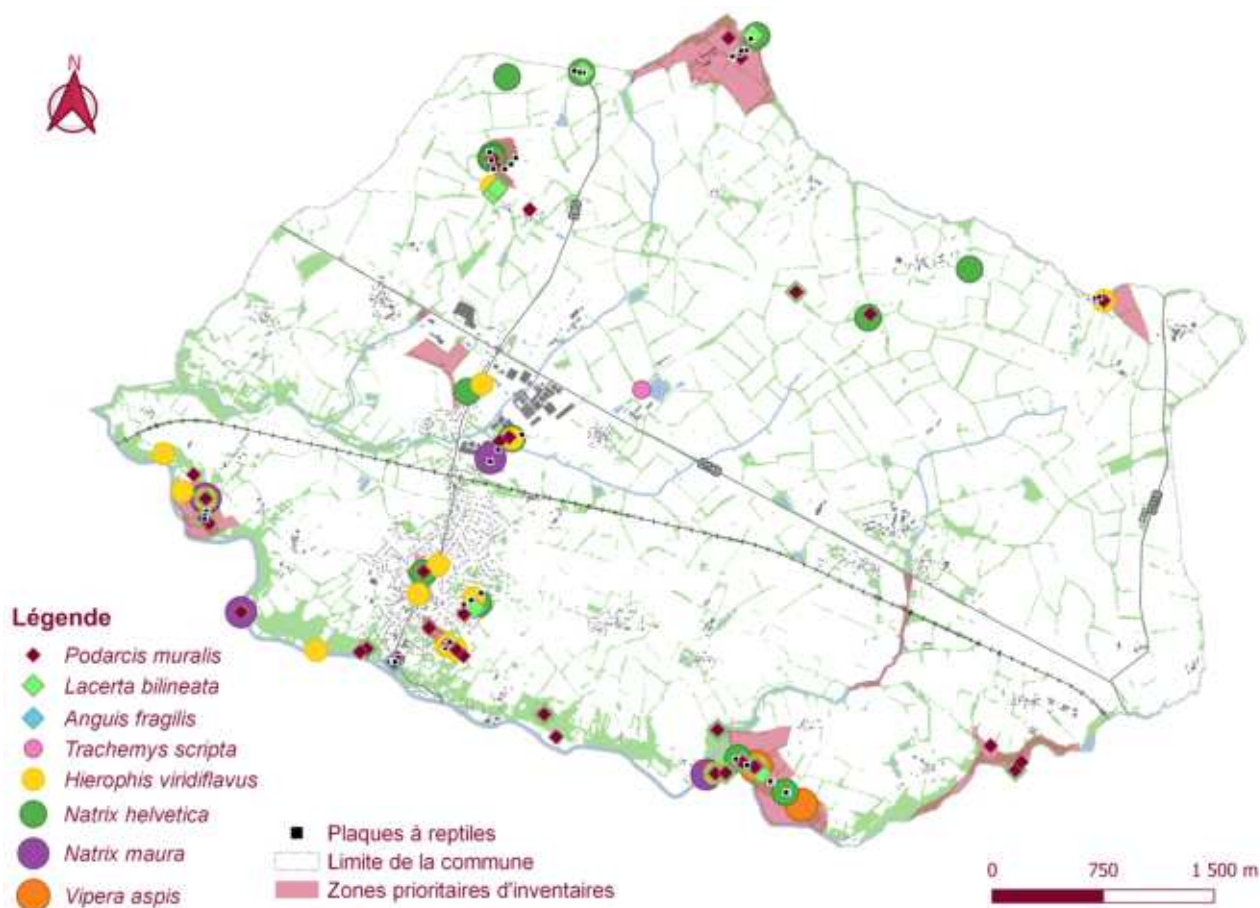 N
Légende
Podarcis muralis
Lacerta bilineata
Anguis fragilis
Trachemys scripta
Hierophis viridiflavus
Natrix helvetica
Natrix maura
Vipera aspis
Plaques à reptiles
Limite de la commune
Zones prioritaires d'inventaires
0 750 1 500 m